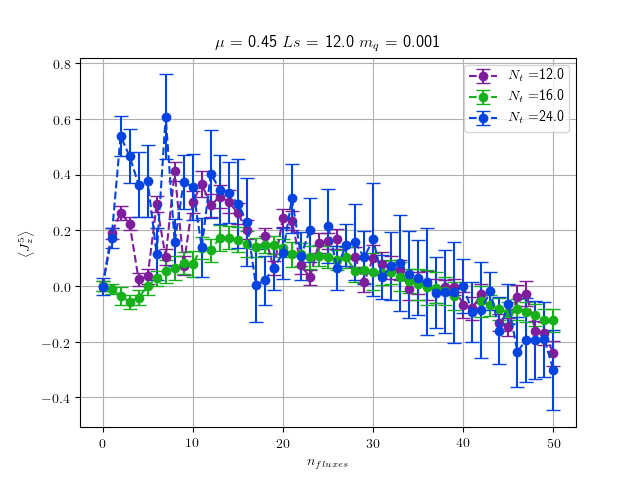 μ = 0.45 Ls = 12.0 m_q = 0.001
N_t =12.0
N_t =16.0
N_t =24.0
⟨J_z^5⟩
0.8
0.6
0.4
0.2
0.0
−0.2
−0.4
0 10 20 30 40 50
n_{fluxes}